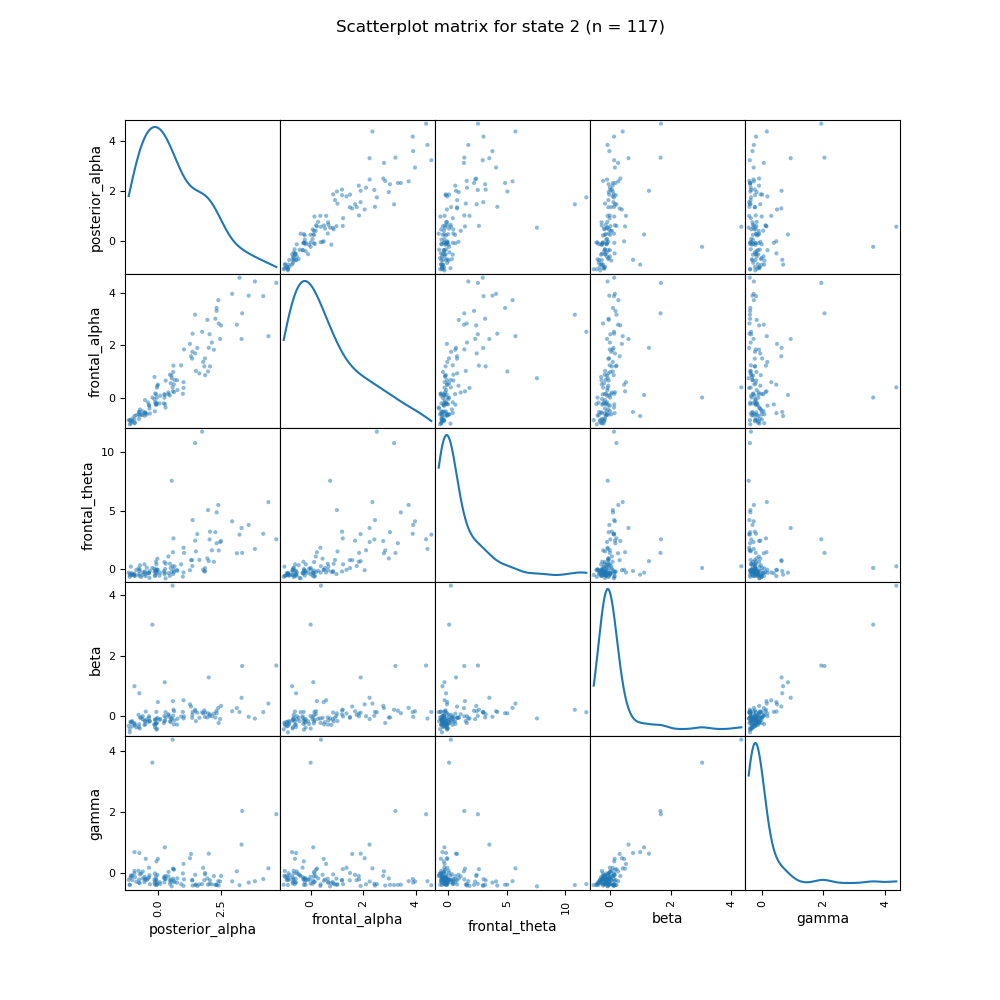 Scatterplot matrix for state 2 (n = 117)
posterior_alpha
4
2
0
frontal_alpha
4
2
0
frontal_theta
10
5
0
beta
4
2
0
gamma
4
2
0
0.0 2.5 0 2 4 0 5 10 0 2 4 0 2 4
posterior_alpha frontal_alpha frontal_theta beta gamma